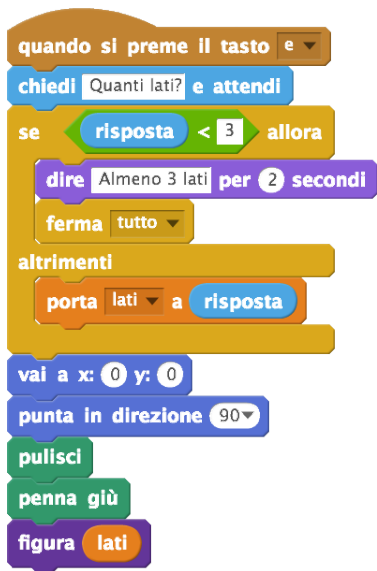 quando si preme il tasto e
chiedi Quanti lati? e attendi
se risposta < 3 allora
dire Almeno 3 lati per 2 secondi
ferma tutto
altrimenti
porta lati a risposta
vai a x: 0 y: 0
punta in direzione 90
pulisci
penna giù
figura lati